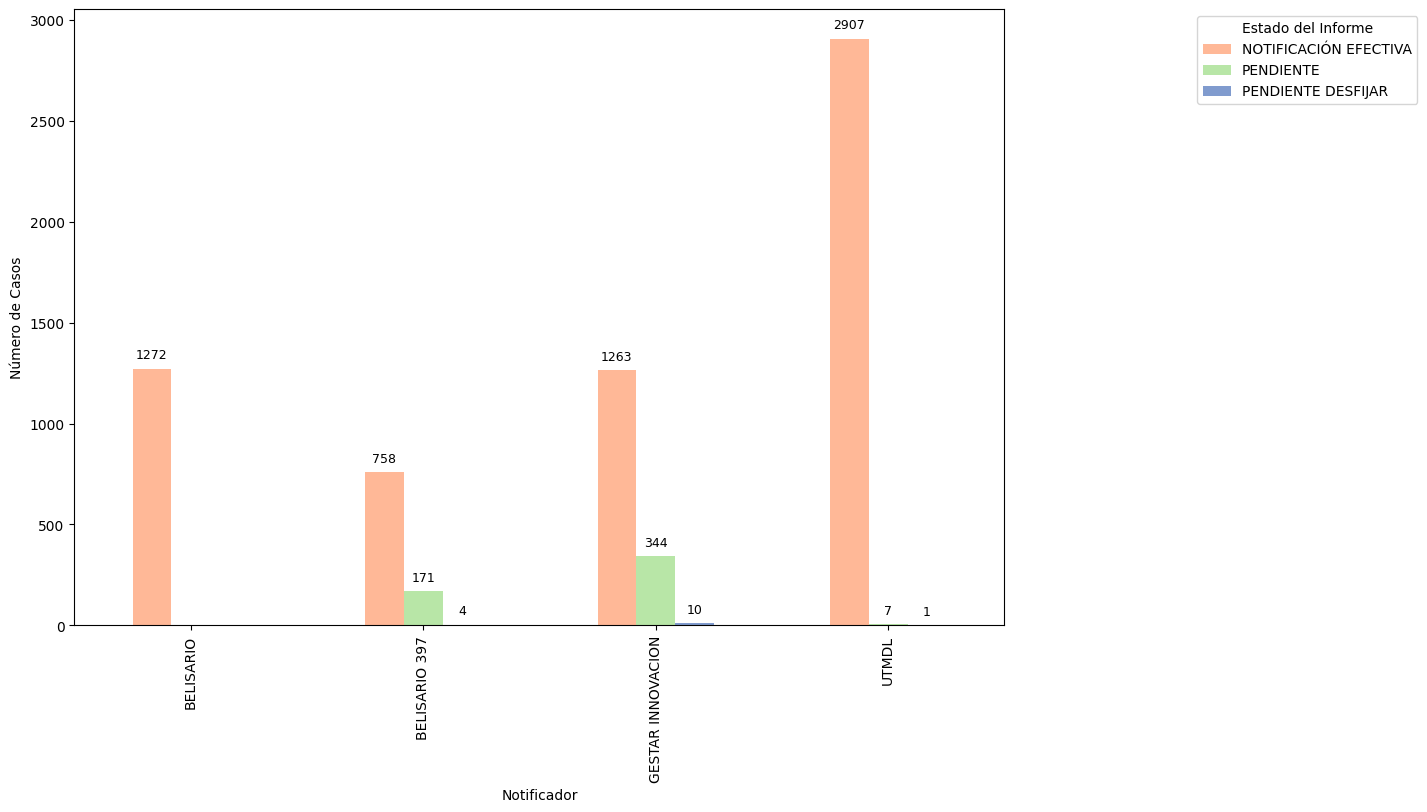 Estado del Informe
NOTIFICACIÓN EFECTIVA
PENDIENTE
PENDIENTE DESFIJAR
Número de Casos
3000
2500
2000
1500
1000
500
0
1272
758
171
4
1263
344
10
2907
7
1
BELISARIO
BELISARIO 397
GESTAR INNOVACION
UTMDL
Notificador